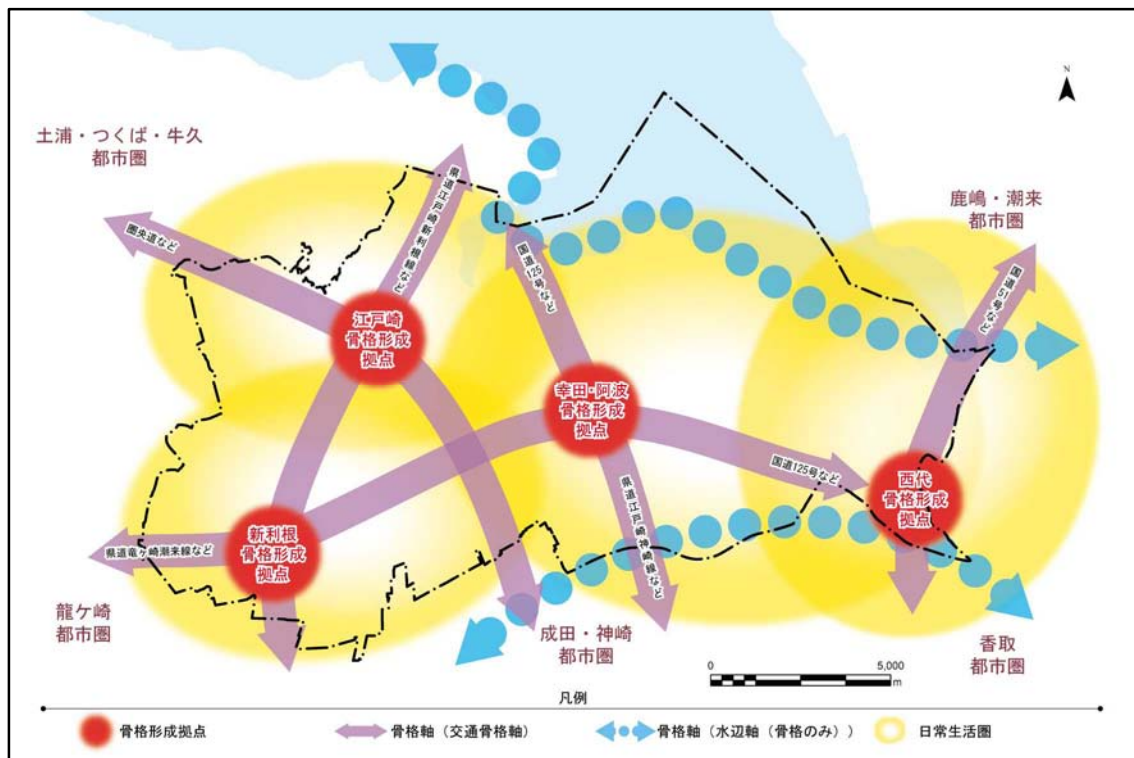 N
土浦・つくば・牛久
都市圏
鹿嶋・潮来
都市圏
県道江戸崎新利根線など
圏央道など
国道125号など
国道51号など
江戸崎
骨格形成
拠点
幸田・阿波
骨格形成
拠点
国道125号など
西代
骨格形成
拠点
県道江戸崎神崎線など
新利根
骨格形成
拠点
県道竜ヶ崎潮来線など
龍ケ崎
都市圏
成田・神崎
都市圏
香取
都市圏
0 5,000
m
凡例
骨格形成拠点
骨格軸（交通骨格軸）
骨格軸（水辺軸（骨格のみ））
日常生活圏